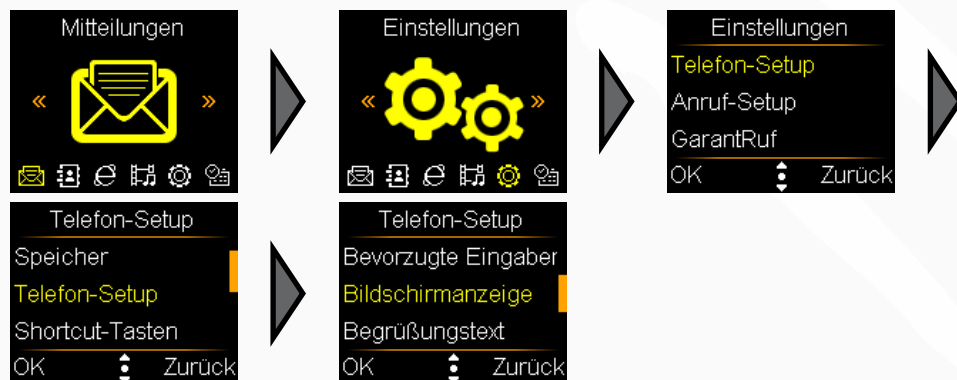 Mitteilungen
« »
Einstellungen
« »
Einstellungen
Telefon-Setup
Anruf-Setup
GarantRuf
OK Zurück
Telefon-Setup
Speicher
Telefon-Setup
Shortcut-Tasten
OK Zurück
Telefon-Setup
Bevorzugte Eingaber
Bildschirmanzeige
Begrüßungstext
OK Zurück